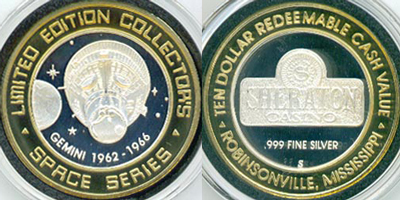 LIMITED EDITION COLLECTOR'S
GEMINI 1962 - 1966
SPACE SERIES
TEN DOLLAR REDEEMABLE CASH VALUE
S
SHERATON
CASINO
.999 FINE SILVER
S
ROBINSONVILLE, MISSISSIPPI